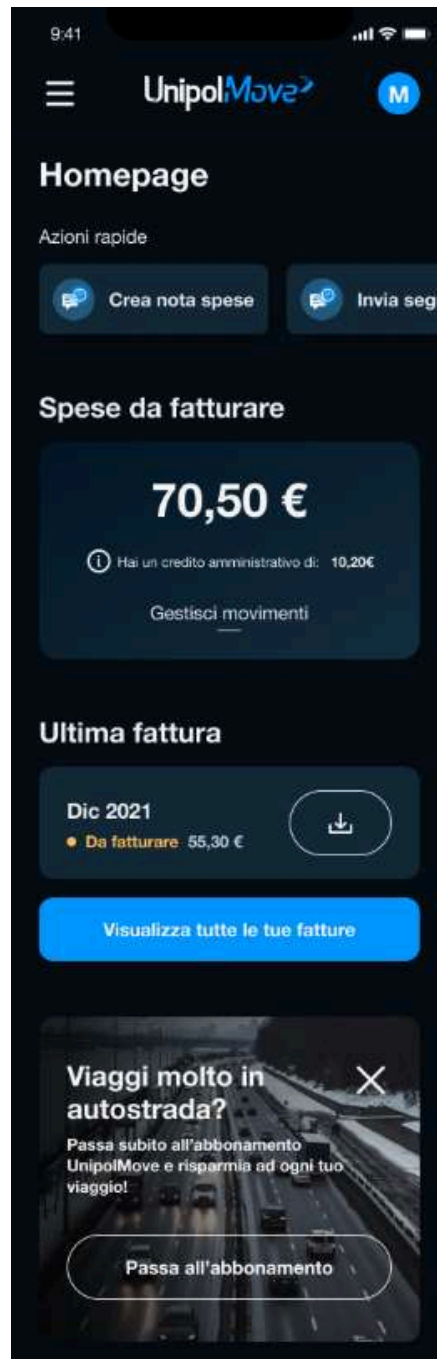 9:41
UnipolMove
M
Homepage
Azioni rapide
Crea nota spese
Invia seg
Spese da fatturare
70,50 €
Hai un credito amministrativo di: 10,20€
Gestisci movimenti
Ultima fattura
Dic 2021
Da fatturare 55,30 €
Visualizza tutte le tue fatture
Viaggi molto in
autostrada?
Passa subito all'abbonamento
UnipolMove e risparmia ad ogni tuo
viaggio!
Passa all'abbonamento